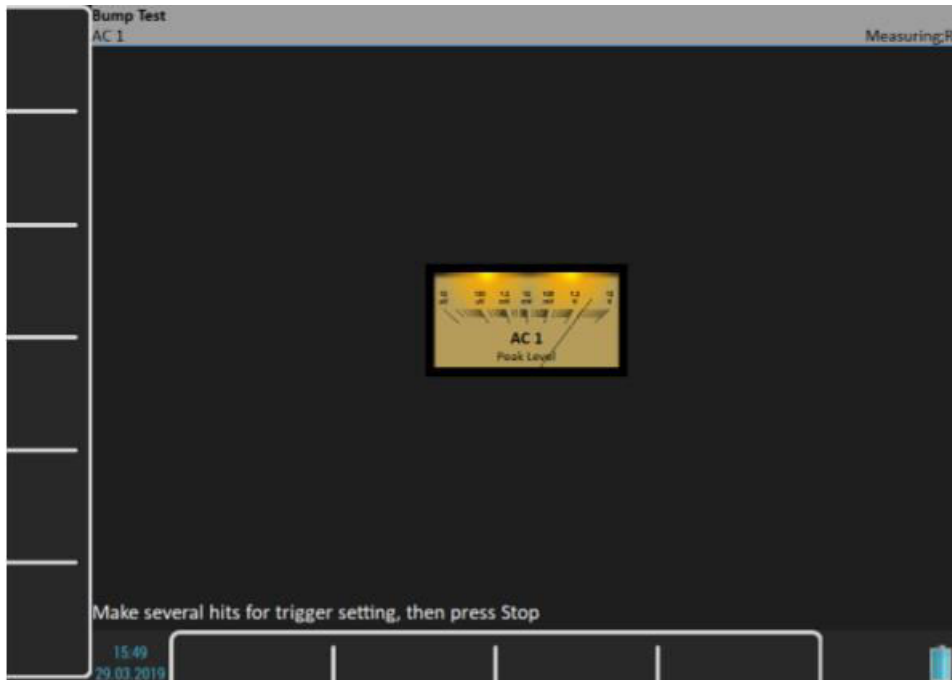 Bump Test
AC 1
Measuring;R
AC 1
Peak Level
Make several hits for trigger setting, then press Stop
15:49
29.03.2019